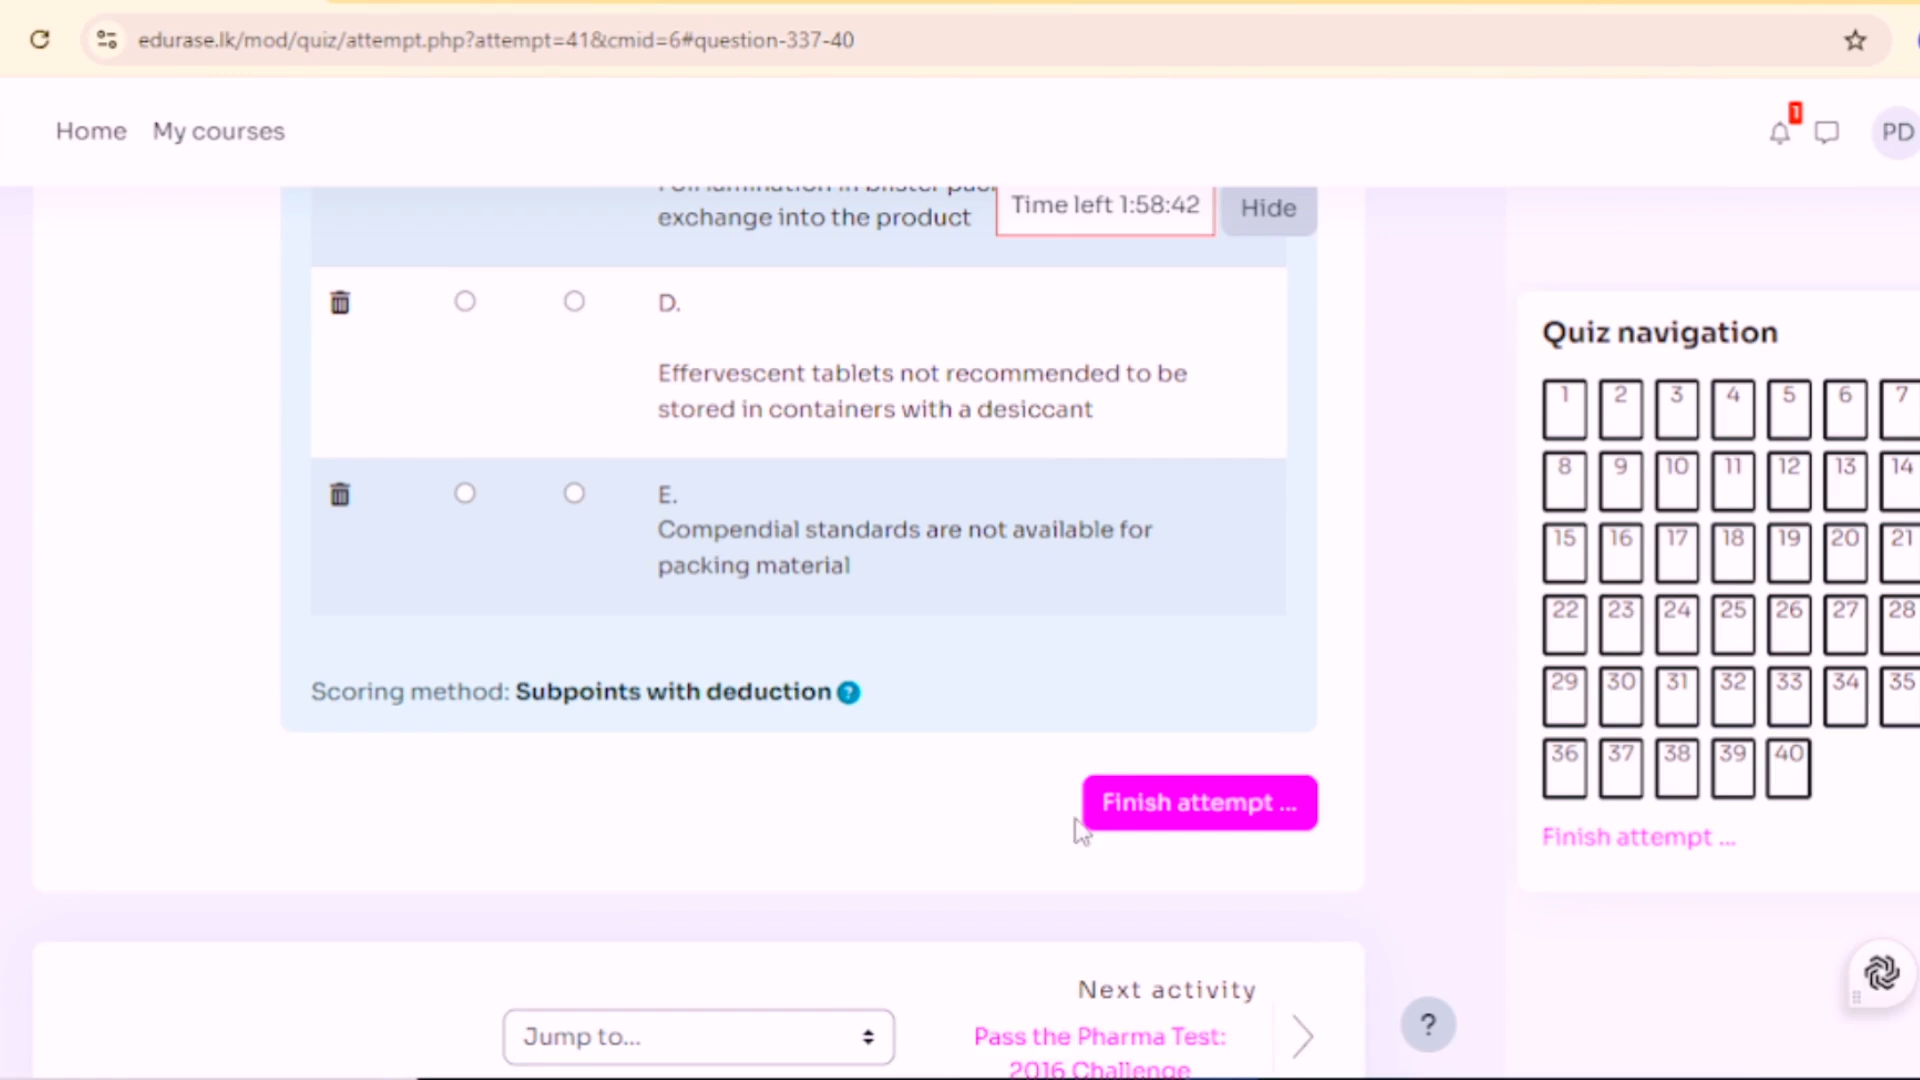 edurase.lk/mod/quiz/attempt.php?attempt=41&cmid=6#question-337-40
Home My courses
1
PD
exchange into the product
Time left 1:58:42
Hide
D.
Effervescent tablets not recommended to be
stored in containers with a desiccant
E.
Compendial standards are not available for
packing material
Scoring method: Subpoints with deduction ?
Finish attempt ...
Quiz navigation
1 2 3 4 5 6 7
8 9 10 11 12 13 14
15 16 17 18 19 20 21
22 23 24 25 26 27 28
29 30 31 32 33 34 35
36 37 38 39 40
Finish attempt ...
Next activity
Jump to...
Pass the Pharma Test:
2016 Challenge
?